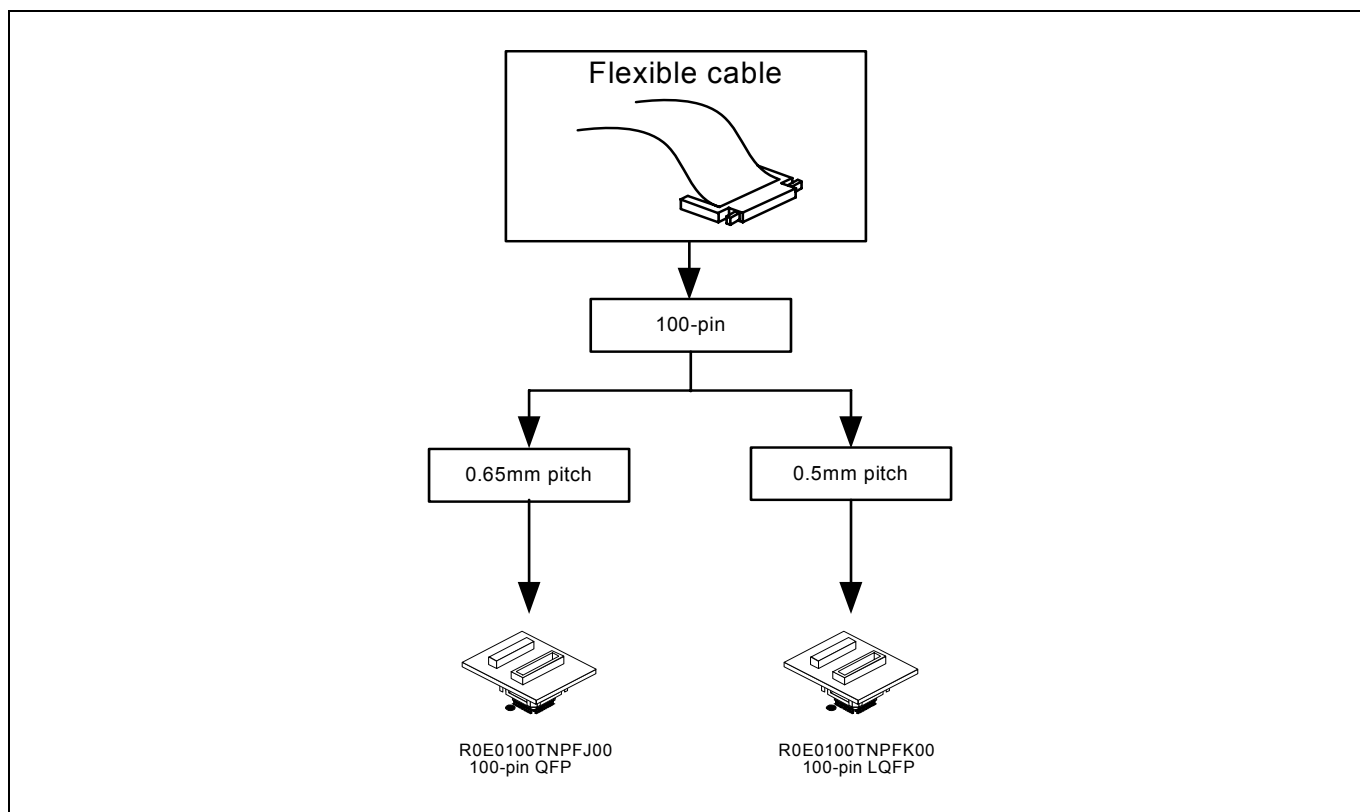 Flexible cable
100-pin
0.65mm pitch
0.5mm pitch
R0E0100TNPFJ00
100-pin QFP
R0E0100TNPFK00
100-pin LQFP